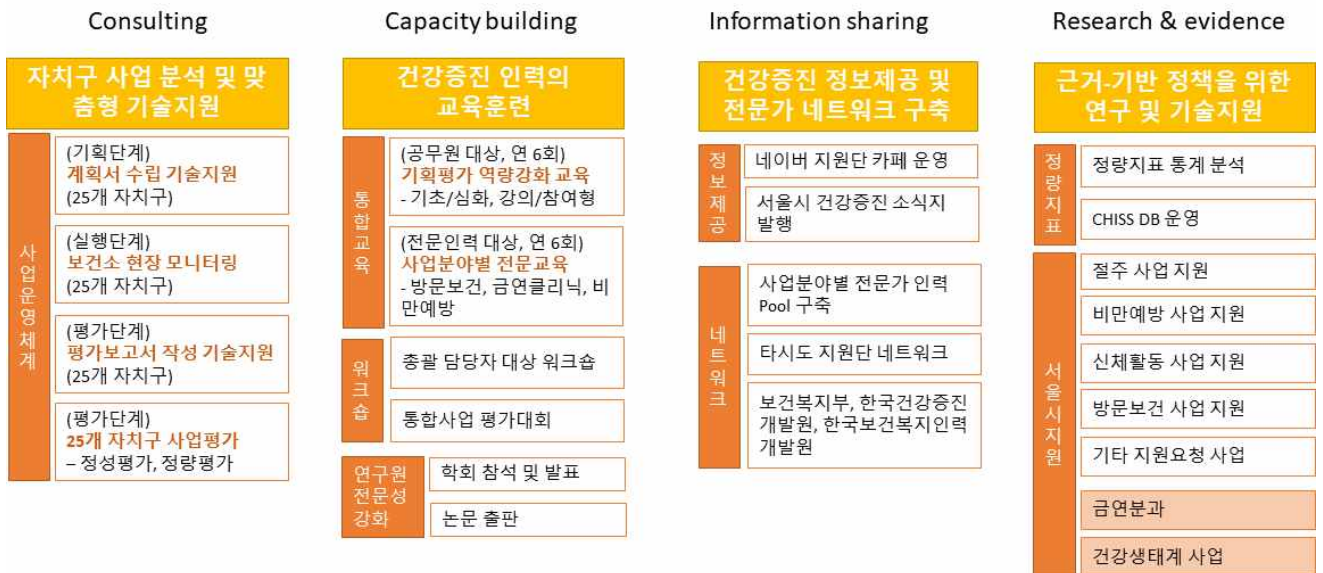 Consulting
자치구 사업 분석 및 맞
춤형 기술지원
사업운영체계
(기획단계)
계획서 수립 기술지원
(25개 자치구)
(실행단계)
보건소 현장 모니터링
(25개 자치구)
(평가단계)
평가보고서 작성 기술지원
(25개 자치구)
(평가단계)
25개 자치구 사업평가
– 정성평가, 정량평가
Capacity building
건강증진 인력의
교육훈련
통합교육
(공무원 대상, 연 6회)
기획평가 역량강화 교육
- 기초/심화, 강의/참여형
(전문인력 대상, 연 6회)
사업분야별 전문교육
- 방문보건, 금연클리닉, 비
만예방
워크숍
총괄 담당자 대상 워크숍
통합사업 평가대회
연구원
전문성
강화
학회 참석 및 발표
논문 출판
Information sharing
건강증진 정보제공 및
전문가 네트워크 구축
정보제공
네이버 지원단 카페 운영
서울시 건강증진 소식지
발행
네트워크
사업분야별 전문가 인력
Pool 구축
타시도 지원단 네트워크
보건복지부, 한국건강증진
개발원, 한국보건복지인력
개발원
Research & evidence
근거-기반 정책을 위한
연구 및 기술지원
정량지표
정량지표 통계 분석
CHISS DB 운영
서울시지원
절주 사업 지원
비만예방 사업 지원
신체활동 사업 지원
방문보건 사업 지원
기타 지원요청 사업
금연분과
건강생태계 사업